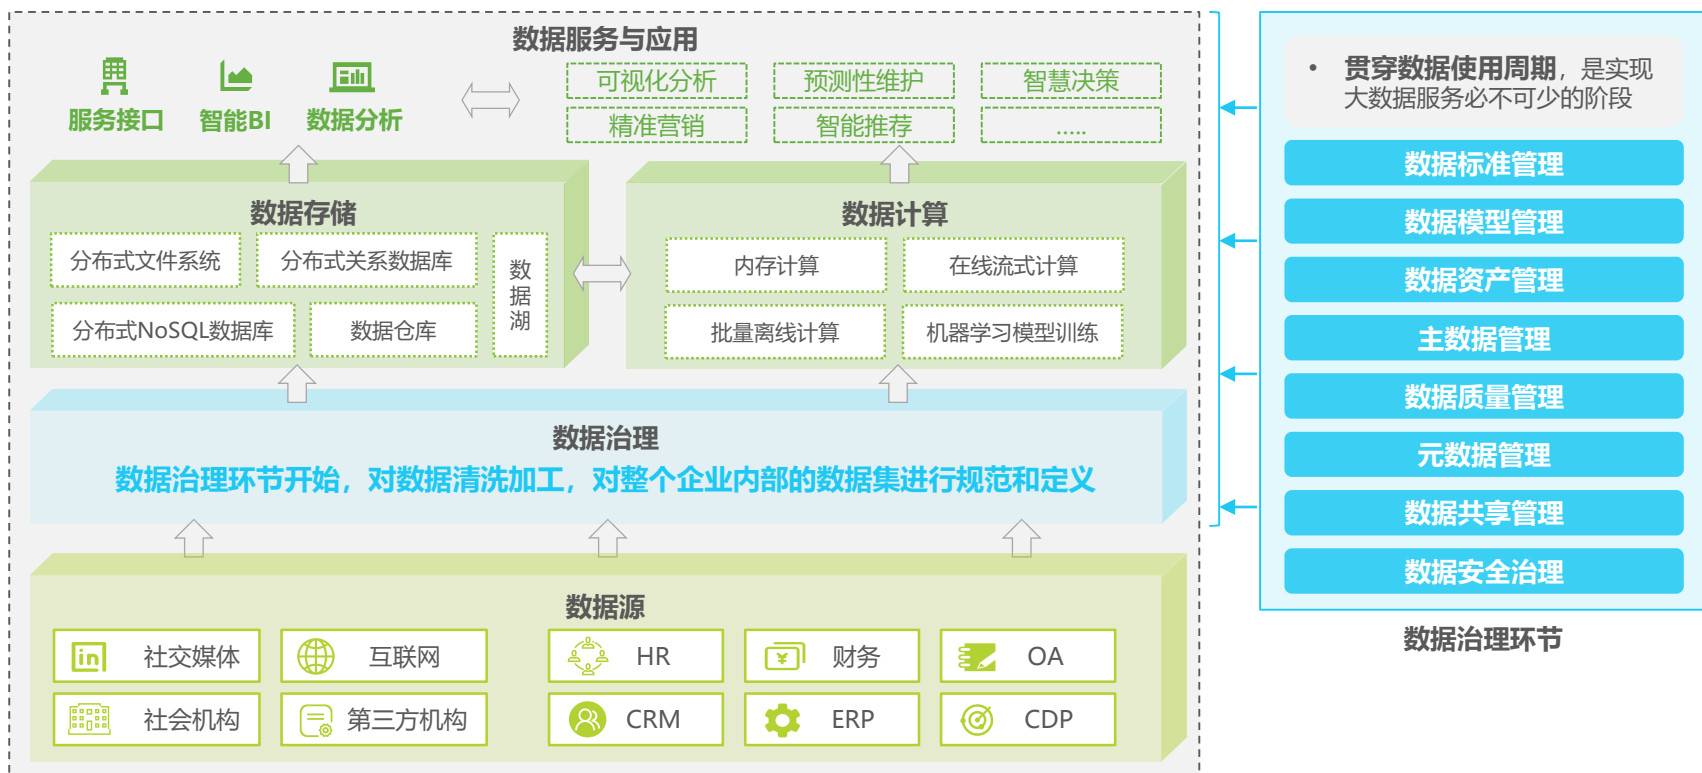 数据服务与应用
服务接口
智能BI
数据分析
可视化分析
预测性维护
智慧决策
精准营销
智能推荐
.....
数据存储
分布式文件系统
分布式关系数据库
分布式NoSQL数据库
数据仓库
数
据
湖
数据计算
内存计算
在线流式计算
批量离线计算
机器学习模型训练
数据治理
数据治理环节开始，对数据清洗加工，对整个企业内部的数据集进行规范和定义
数据源
in
社交媒体
互联网
HR
¥
财务
OA
社会机构
第三方机构
CRM
ERP
CDP
• 贯穿数据使用周期，是实现
大数据服务必不可少的阶段
数据标准管理
数据模型管理
数据资产管理
主数据管理
数据质量管理
元数据管理
数据共享管理
数据安全治理
数据治理环节